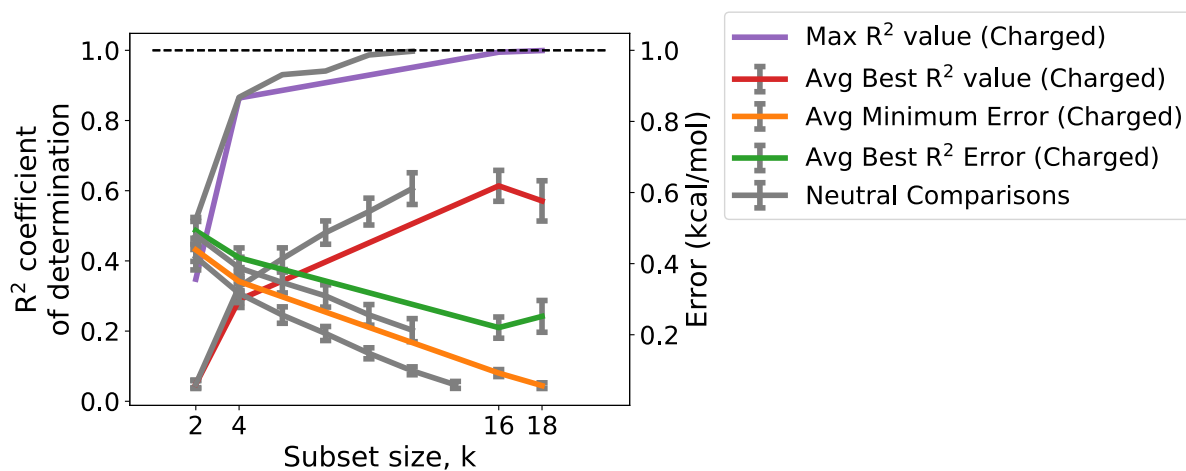 R² coefficient
of determination
1.0
0.8
0.6
0.4
0.2
0.0
2
4
16
18
Subset size, k
1.0
0.8
0.6
0.4
0.2
Error (kcal/mol)
Max R² value (Charged)
Avg Best R² value (Charged)
Avg Minimum Error (Charged)
Avg Best R² Error (Charged)
Neutral Comparisons